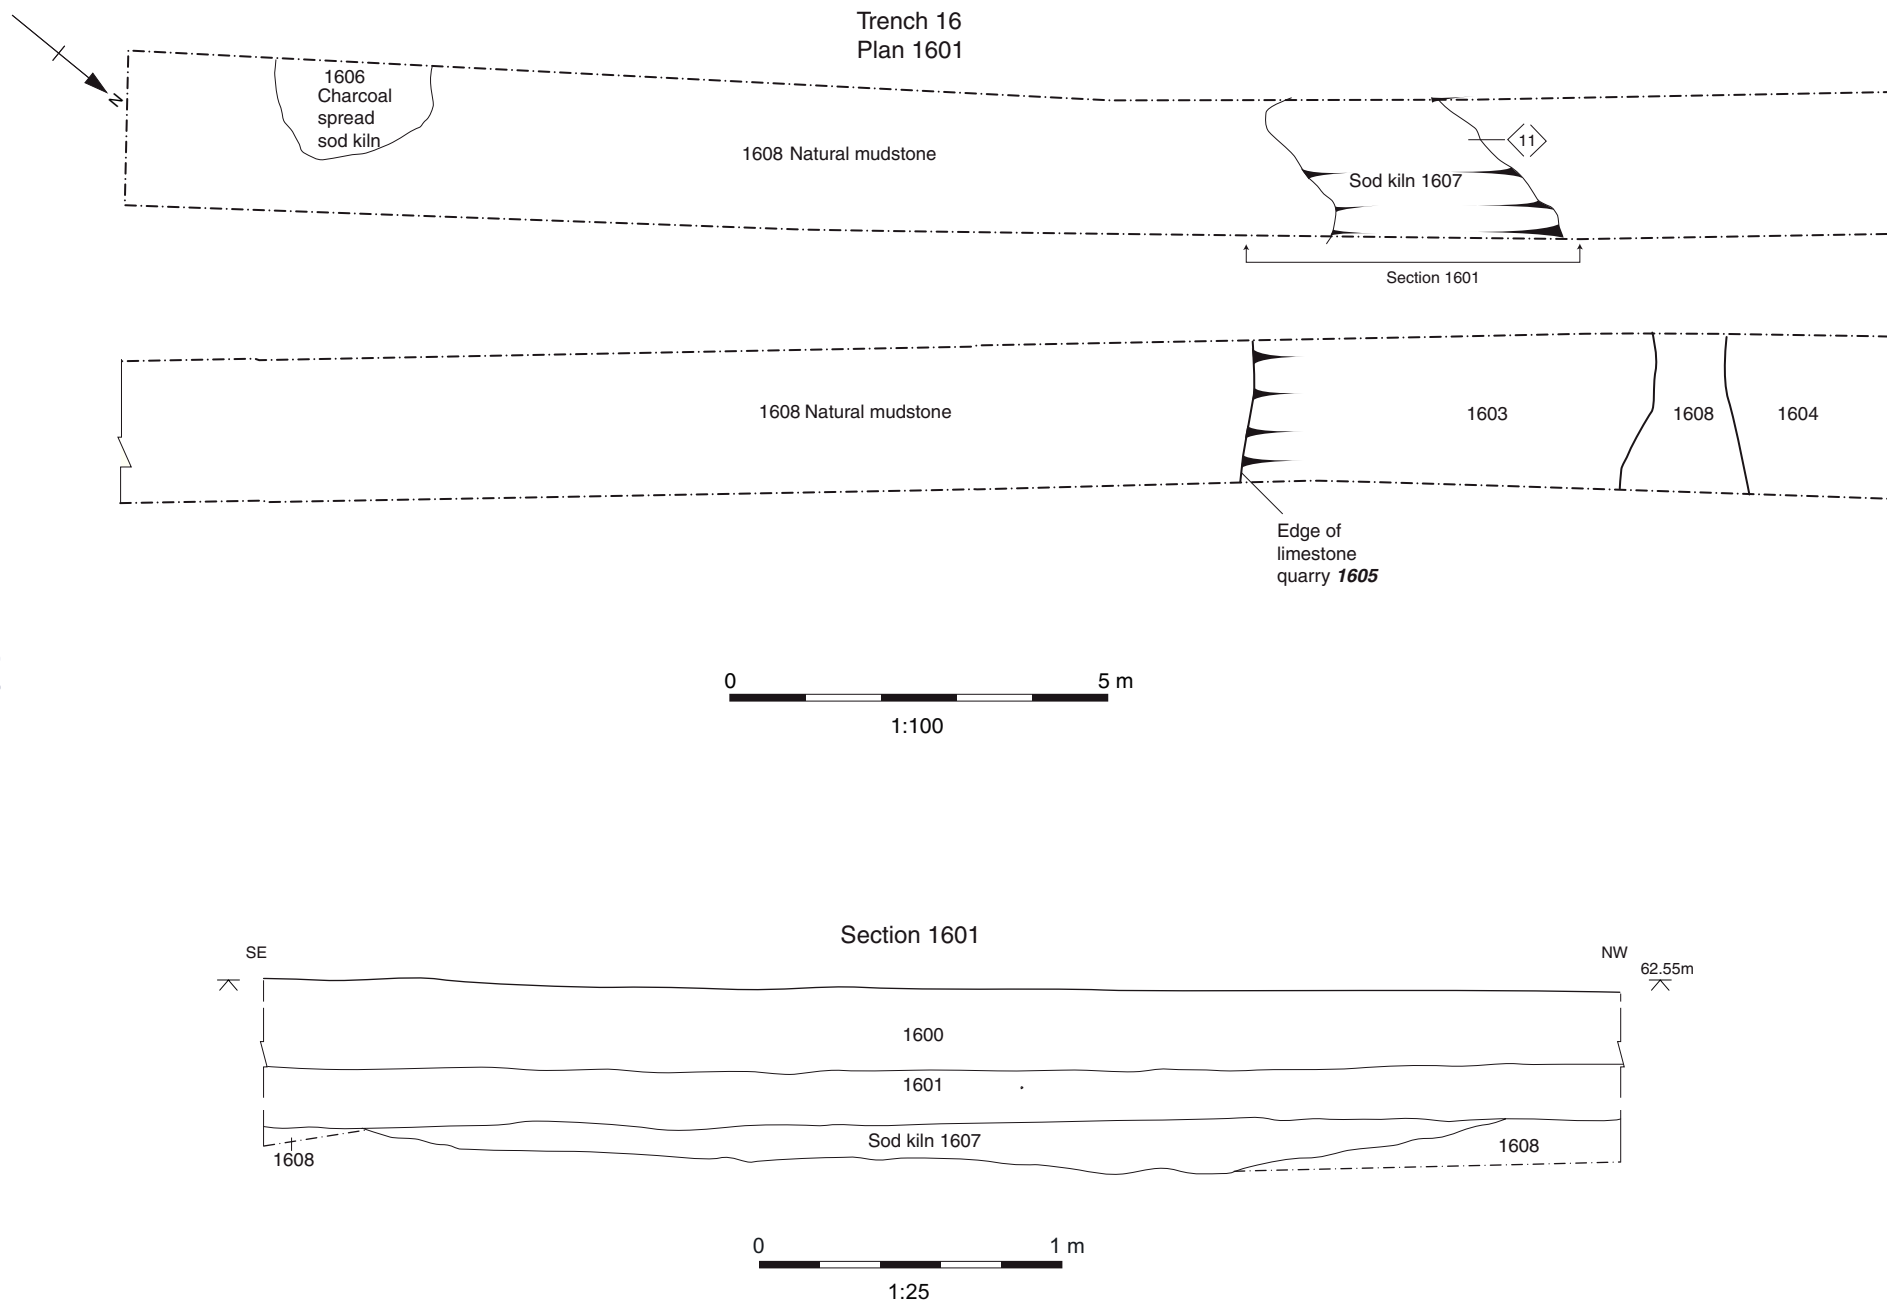 Trench 16
Plan 1601
N
1606
Charcoal
spread
sod kiln
1608 Natural mudstone
11
Sod kiln 1607
Section 1601
1608 Natural mudstone
1603
1608
1604
Edge of
limestone
quarry 1605
0 5 m
1:100
Section 1601
SE
NW
62.55m
1600
1601
Sod kiln 1607
1608
1608
0 1 m
1:25